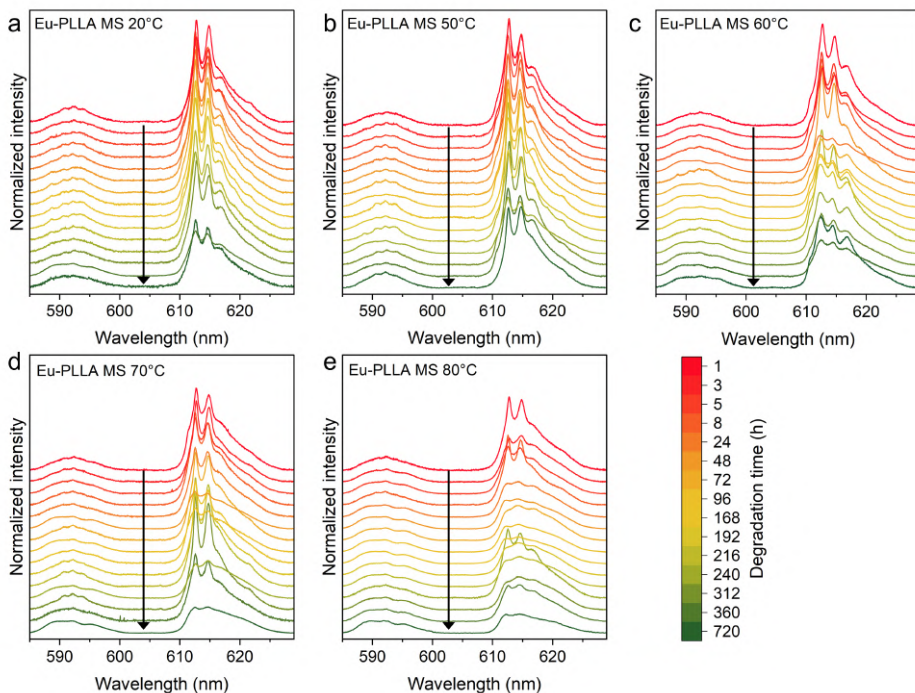 a Eu-PLLA MS 20°C
Normalized intensity
590 600 610 620
Wavelength (nm)
b Eu-PLLA MS 50°C
Normalized intensity
590 600 610 620
Wavelength (nm)
c Eu-PLLA MS 60°C
Normalized intensity
590 600 610 620
Wavelength (nm)
d Eu-PLLA MS 70°C
Normalized intensity
590 600 610 620
Wavelength (nm)
e Eu-PLLA MS 80°C
Normalized intensity
590 600 610 620
Wavelength (nm)
1
3
5
8
24
48
72
96
168
192
216
240
312
360
720
Degradation time (h)